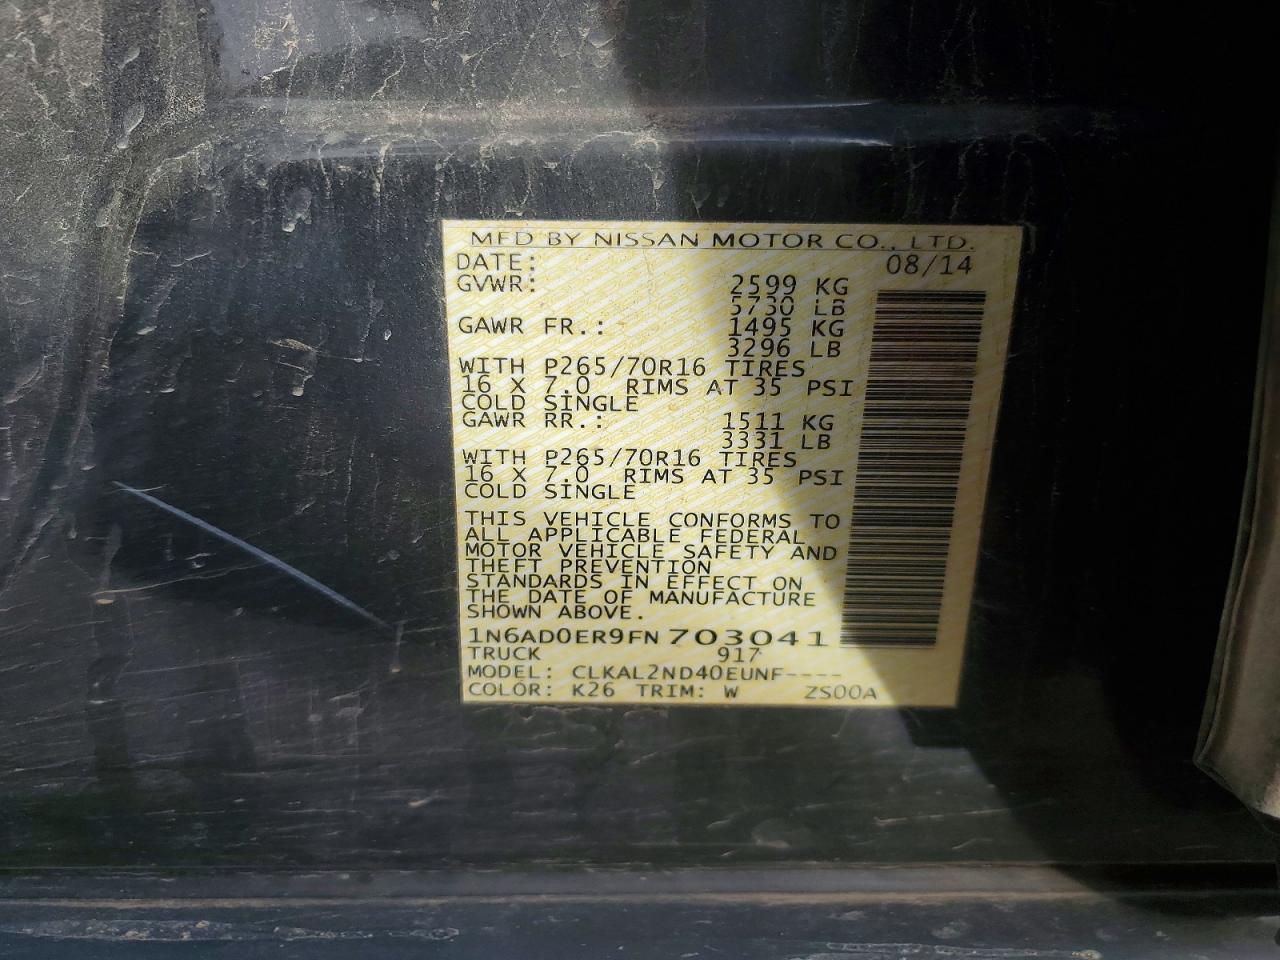 MFD BY NISSAN MOTOR CO., LTD.
DATE: 08/14
GVWR: 2599 KG
5730 LB
GAWR FR.: 1495 KG
3296 LB
WITH P265/70R16 TIRES
16 X 7.0 RIMS AT 35 PSI
COLD SINGLE
GAWR RR.: 1511 KG
3331 LB
WITH P265/70R16 TIRES
16 X 7.0 RIMS AT 35 PSI
COLD SINGLE
THIS VEHICLE CONFORMS TO
ALL APPLICABLE FEDERAL
MOTOR VEHICLE SAFETY AND
THEFT PREVENTION
STANDARDS IN EFFECT ON
THE DATE OF MANUFACTURE
SHOWN ABOVE.
1N6AD0ER9FN703041
TRUCK 917
MODEL: CLKAL2ND40EUNF----
COLOR: K26 TRIM: W ZS00A